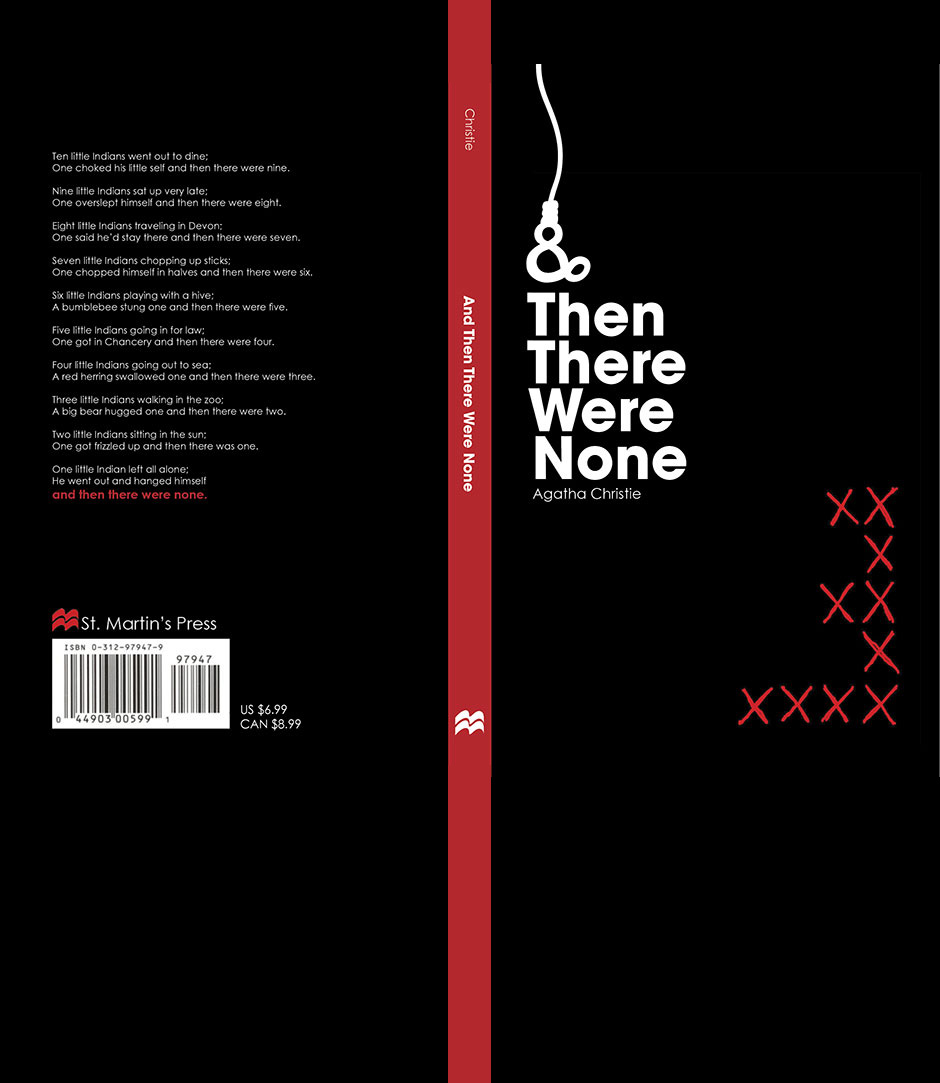 Ten little Indians went out to dine;
One choked his little self and then there were nine.
Nine little Indians sat up very late;
One overslept himself and then there were eight.
Eight little Indians traveling in Devon;
One said he'd stay there and then there were seven.
Seven little Indians chopping up sticks;
One chopped himself in halves and then there were six.
Six little Indians playing with a hive;
A bumblebee stung one and then there were five.
Five little Indians going in for law;
One got in Chancery and then there were four.
Four little Indians going out to sea;
A red herring swallowed one and then there were three.
Three little Indians walking in the zoo;
A big bear hugged one and then there were two.
Two little Indians sitting in the sun;
One got frizzled up and then there was one.
One little Indian left all alone;
He went out and hanged himself
and then there were none.
St. Martin's Press
ISBN 0-312-97947-9
97947
0 44903 00599 1
US $6.99
CAN $8.99
Christie
And Then There Were None
&
Then
There
Were
None
Agatha Christie
X X
X
X X
X
X X X X